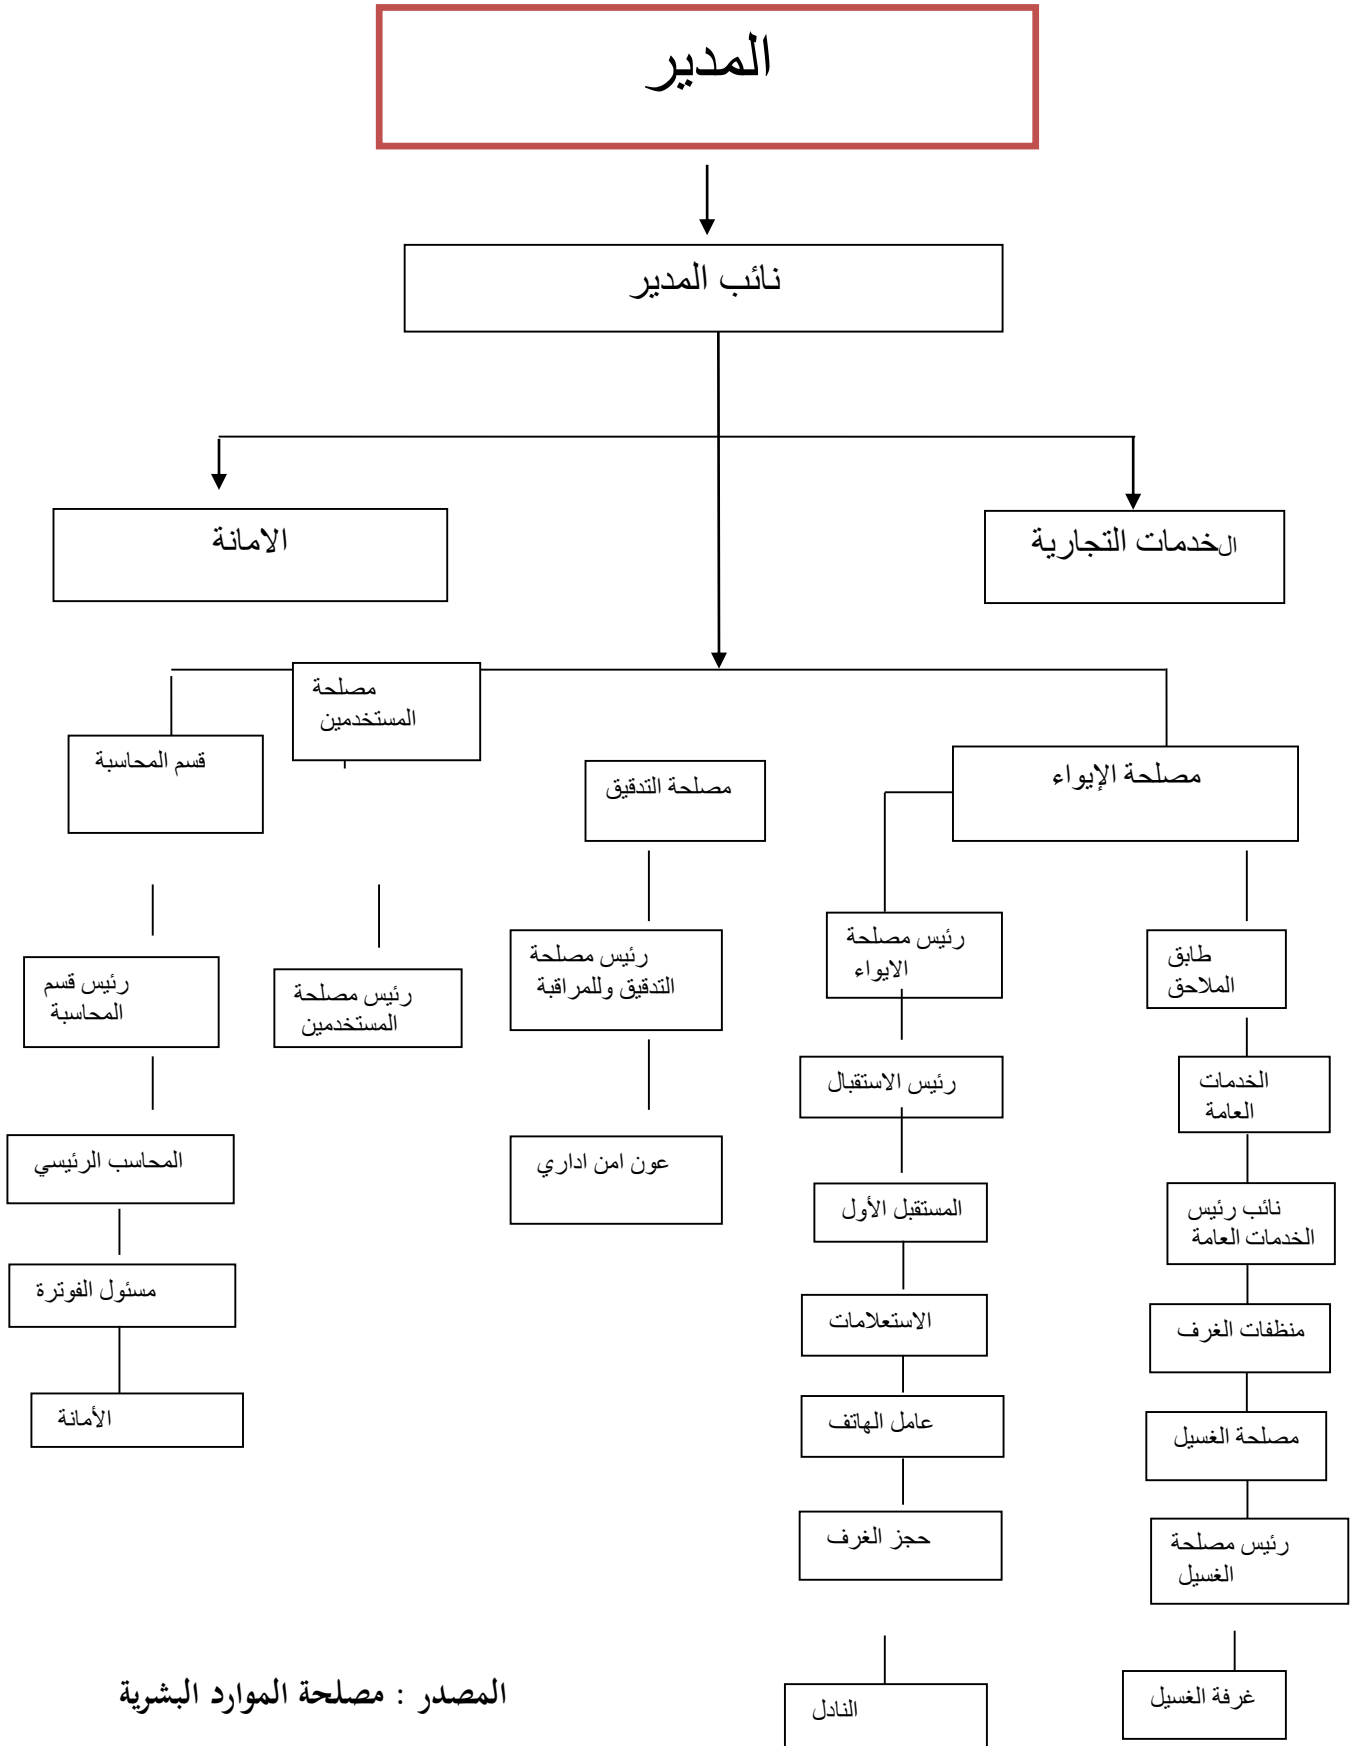 المدير
نائب المدير
الخدمات التجارية
الامانة
مصلحة
المستخدمين
قسم المحاسبة
مصلحة التدقيق
مصلحة الإيواء
رئيس مصلحة
الايواء
طابق
الملاحق
رئيس مصلحة
التدقيق وللمراقبة
رئيس مصلحة
المستخدمين
رئيس قسم
المحاسبة
الخدمات
العامة
رئيس الاستقبال
عون امن اداري
المحاسب الرئيسي
نائب رئيس
الخدمات العامة
المستقبل الأول
مسئول الفوترة
منظفات الغرف
الاستعلامات
الأمانة
مصلحة الغسيل
عامل الهاتف
رئيس مصلحة
الغسيل
حجز الغرف
غرفة الغسيل
النادل
المصدر : مصلحة الموارد البشرية